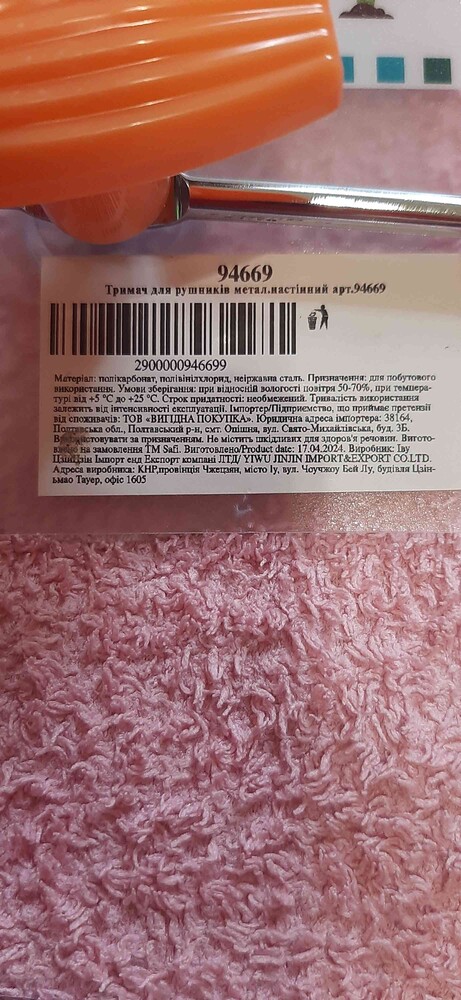 94669
Тримач для рушників метал.настінний арт.94669
2900000946699
Матеріал: полікарбонат, полівінілхлорид, неіржавна сталь. Призначення: для побутового
використання. Умови зберігання: при відносній вологості повітря 50-70%, при температу-
турі від +5 °С до +25 °С. Строк придатності: необмежений. Тривалість використання
залежить від інтенсивності експлуатації. Імпортер/Підприємство, що приймає претензії
від споживачів: ТОВ «ВИГІДНА ПОКУПКА». Юридична адреса імпортера: 38164,
Полтавська обл., Полтавський р-н, смт. Опішня, вул. Свято-Михайлівська, буд. 3Б.
Використовувати за призначенням. Не містить шкідливих для здоров'я речовин. Вигото-
влено на замовлення ТМ Safi. Виготовлено/Product date: 17.04.2024. Виробник: Іву
ЦзінЦзін Імпорт енд Експорт компані ЛТД/ YIWU JINJIN IMPORT&EXPORT CO.LTD.
Адреса виробника: КНР,провінція Чжецзян, місто Іу, вул. Чоучжоу Бей Лу, будівля Цзін-
ьмао Тауер, офіс 1605